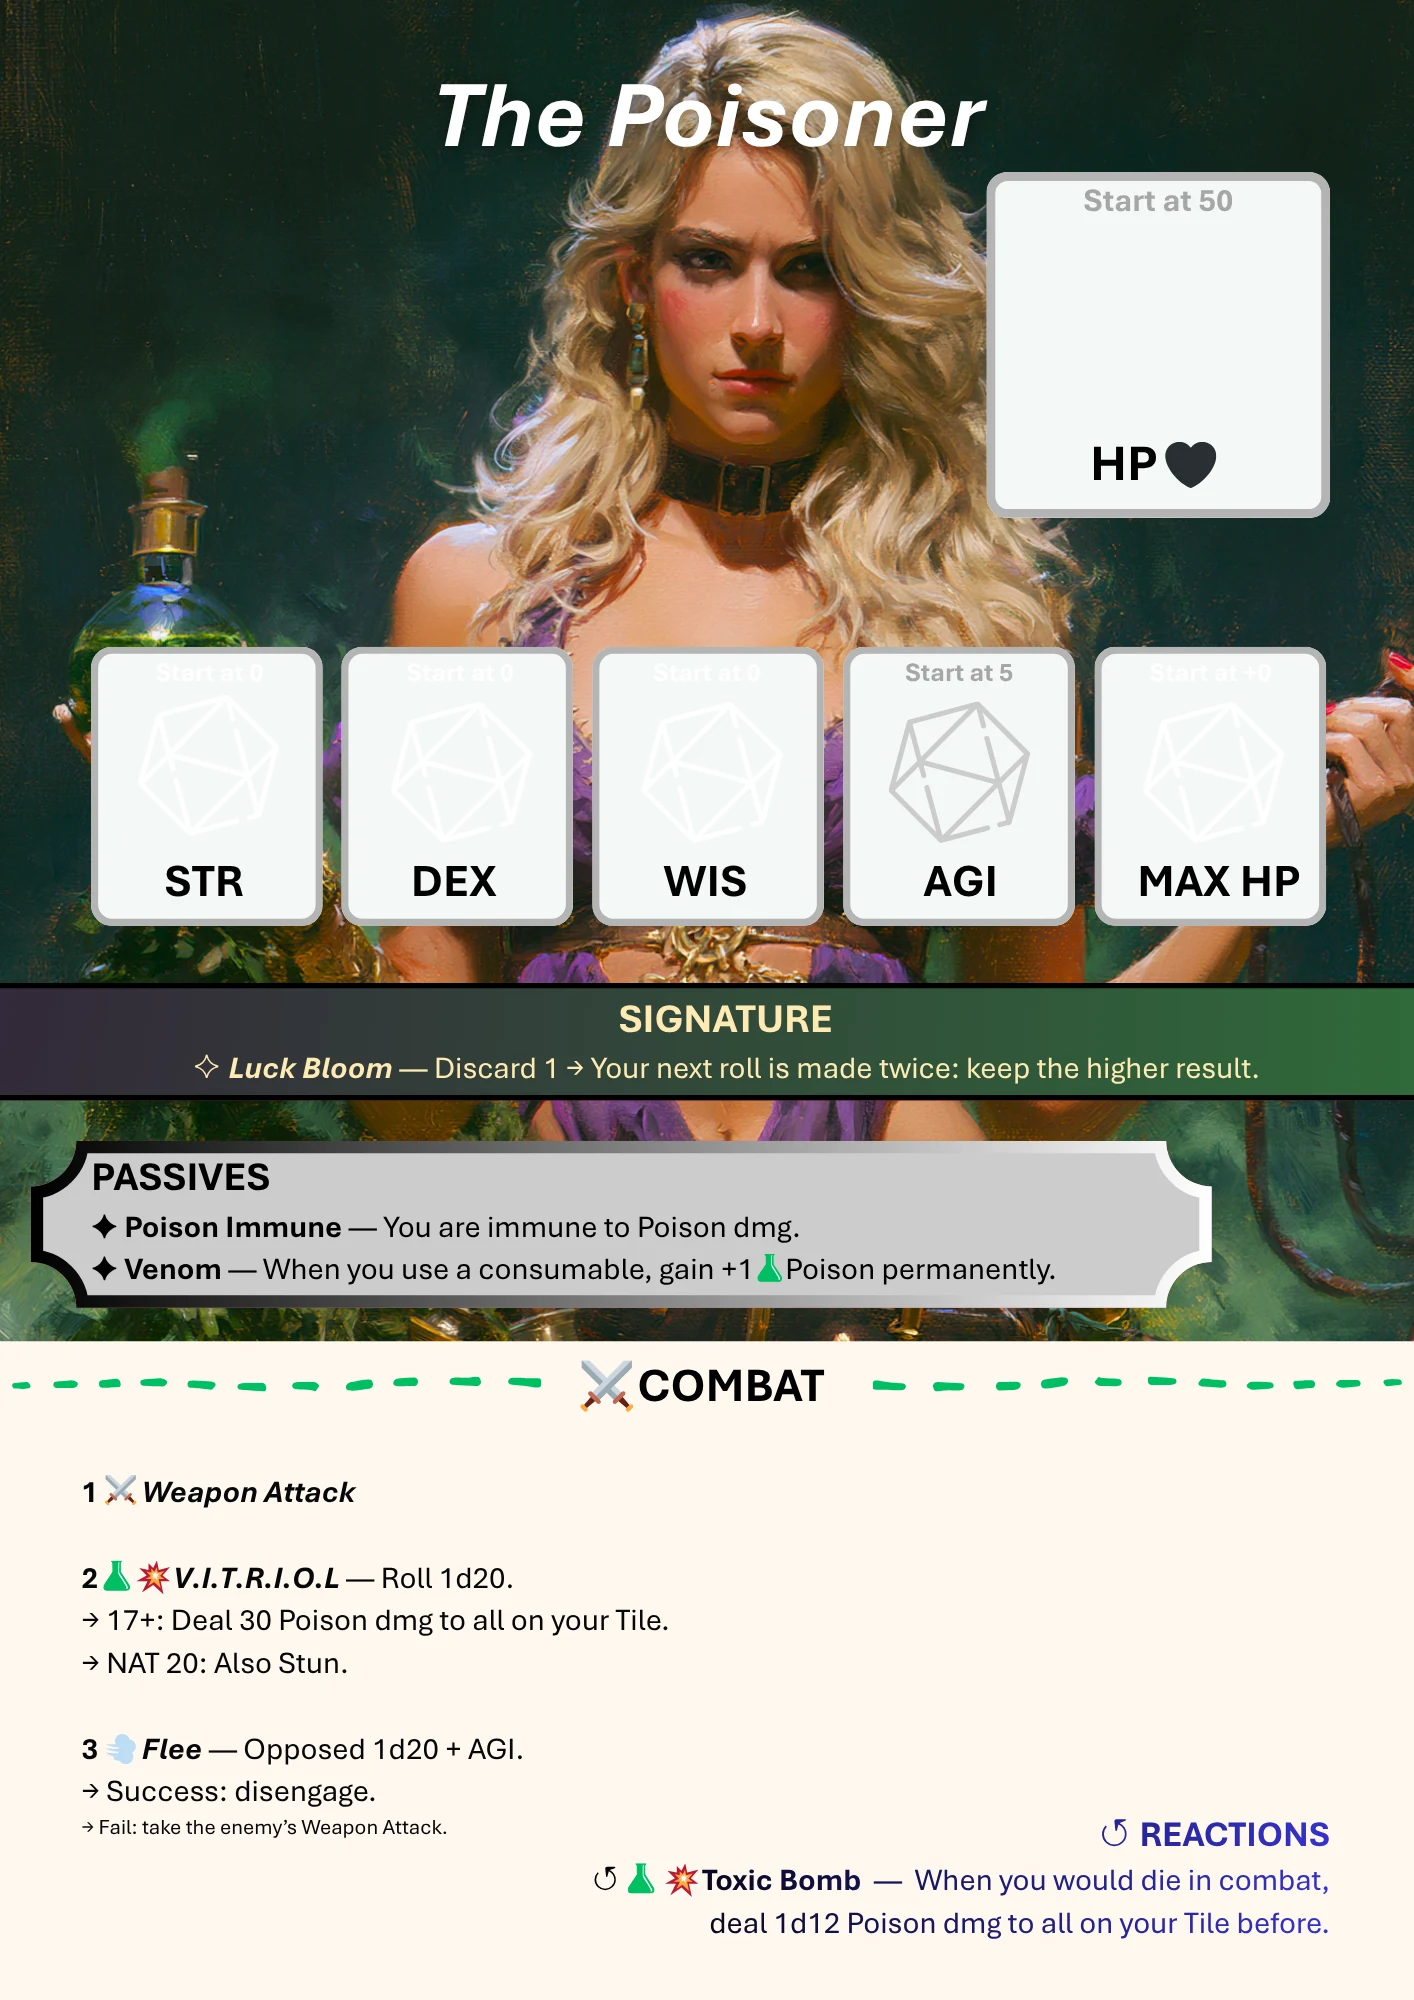 The Poisoner
Start at 50
HP🖤
Start at 0
Start at 0
Start at 0
Start at 5
Start at +0
STR
DEX
WIS
AGI
MAX HP
SIGNATURE
✧ Luck Bloom — Discard 1 → Your next roll is made twice: keep the higher result.
PASSIVES
✦ Poison Immune — You are immune to Poison dmg.
✦ Venom — When you use a consumable, gain +1 Poison permanently.
⚔️COMBAT
1 ⚔️ Weapon Attack
2 💥 V.I.T.R.I.O.L — Roll 1d20.
→ 17+: Deal 30 Poison dmg to all on your Tile.
→ NAT 20: Also Stun.
3 💨 Flee — Opposed 1d20 + AGI.
→ Success: disengage.
→ Fail: take the enemy’s Weapon Attack.
↺ REACTIONS
↺ 💥 Toxic Bomb — When you would die in combat,
deal 1d12 Poison dmg to all on your Tile before.